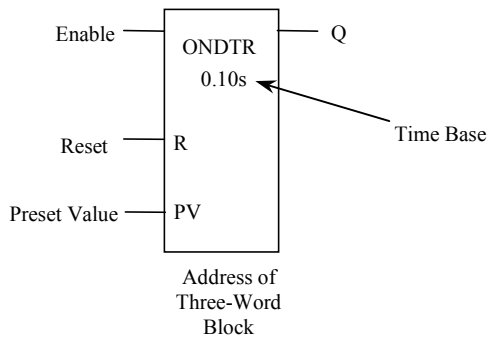 Enable
ONDTR
Q
0.10s
Time Base
Reset
R
Preset Value
PV
Address of
Three-Word
Block